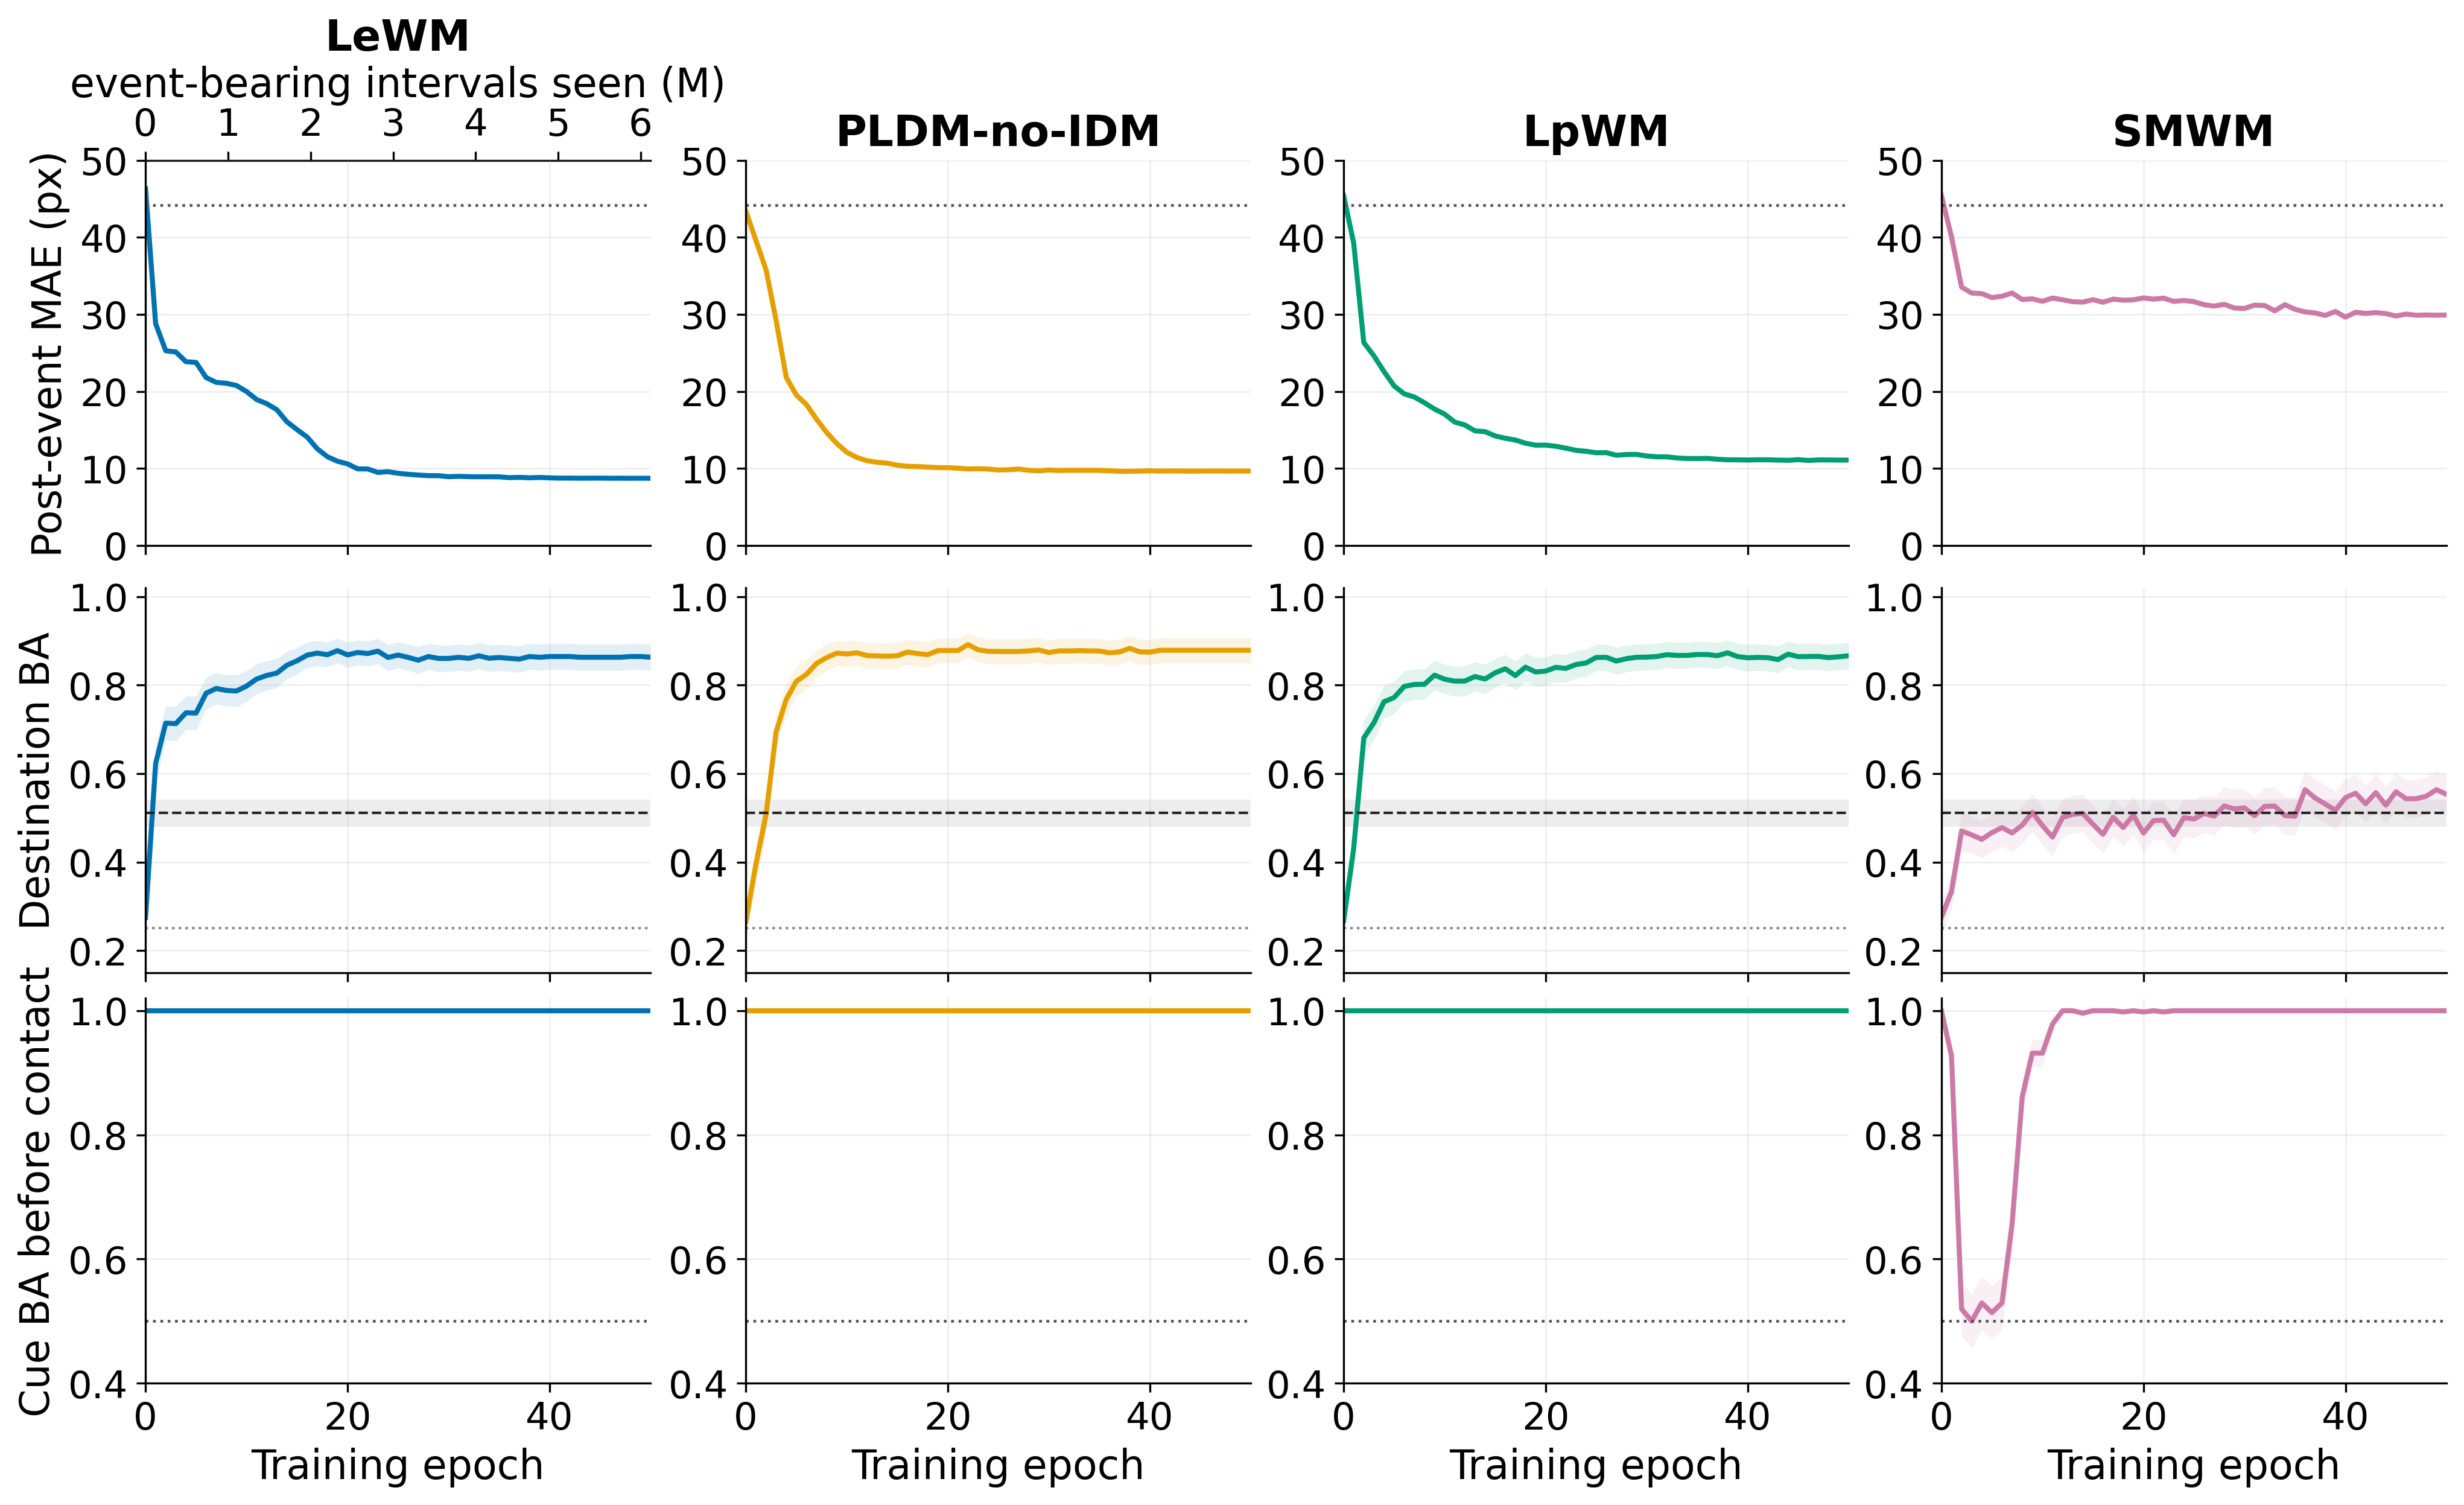 LeWM
event-bearing intervals seen (M)
0 1 2 3 4 5 6
PLDM-no-IDM
LpWM
SMWM
Post-event MAE (px)
50 50 50 50
40 40 40 40
30 30 30 30
20 20 20 20
10 10 10 10
0 0 0 0
Destination BA
1.0 1.0 1.0 1.0
0.8 0.8 0.8 0.8
0.6 0.6 0.6 0.6
0.4 0.4 0.4 0.4
0.2 0.2 0.2 0.2
Cue BA before contact
1.0 1.0 1.0 1.0
0.8 0.8 0.8 0.8
0.6 0.6 0.6 0.6
0.4 0.4 0.4 0.4
0 20 40 0 20 40 0 20 40 0 20 40
Training epoch Training epoch Training epoch Training epoch